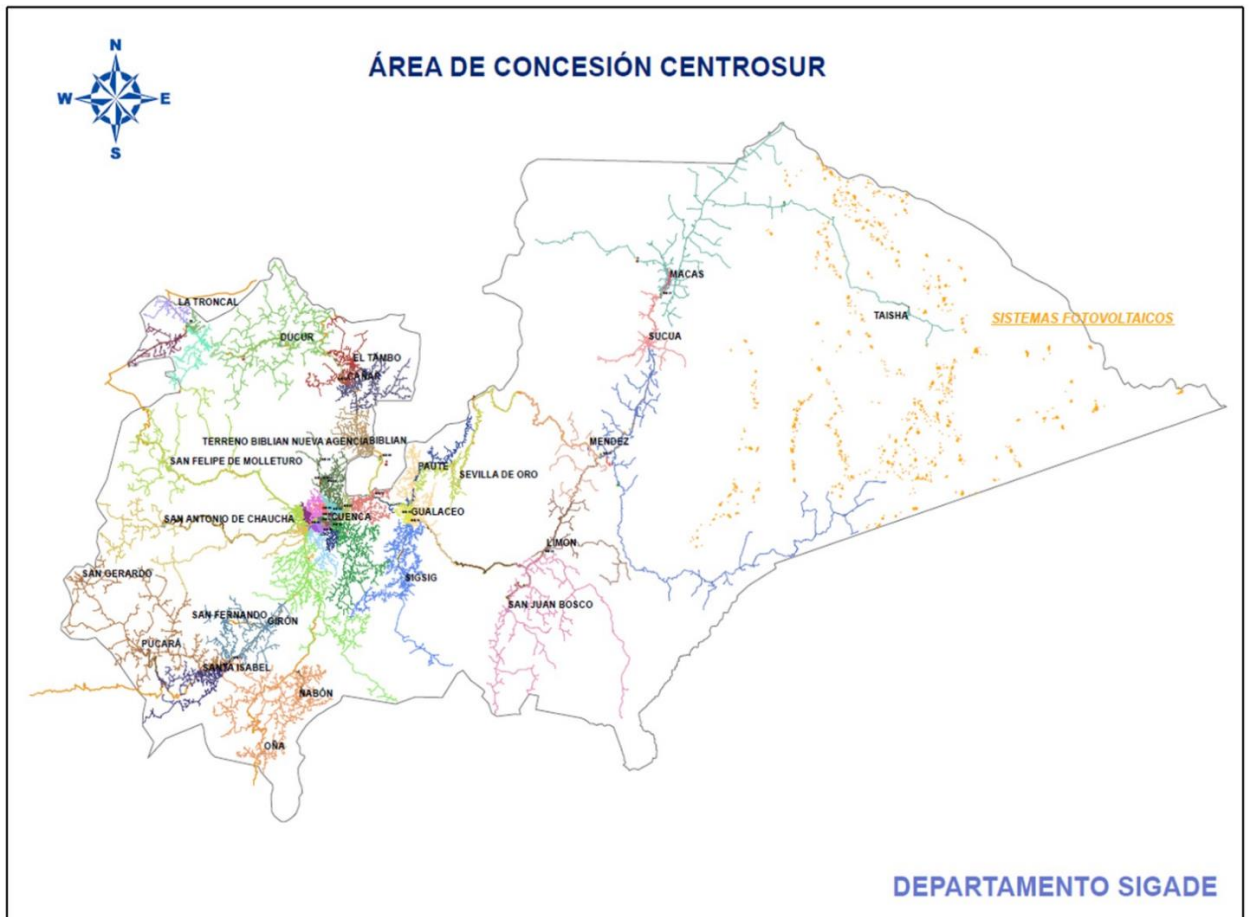 N
ÁREA DE CONCESIÓN CENTROSUR
W E
S
MACAS
LA TRONCAL
TAISHA
SISTEMAS FOTOVOLTAICOS
DUCUR
SUCUA
EL TAMBO
CAÑAR
TERRENO BIBLIAN NUEVA AGENCIA BIBLIAN
MENDEZ
SAN FELIPE DE MOLLETURO
PAUTE
SEVILLA DE ORO
SAN ANTONIO DE CHAUCHA
CUENCA
GUALACEO
LIMÓN
SAN GERARDO
SIGSIG
SAN JUAN BOSCO
SAN FERNANDO
GIRÓN
PUCARÁ
SANTA ISABEL
NABÓN
OÑA
DEPARTAMENTO SIGADE